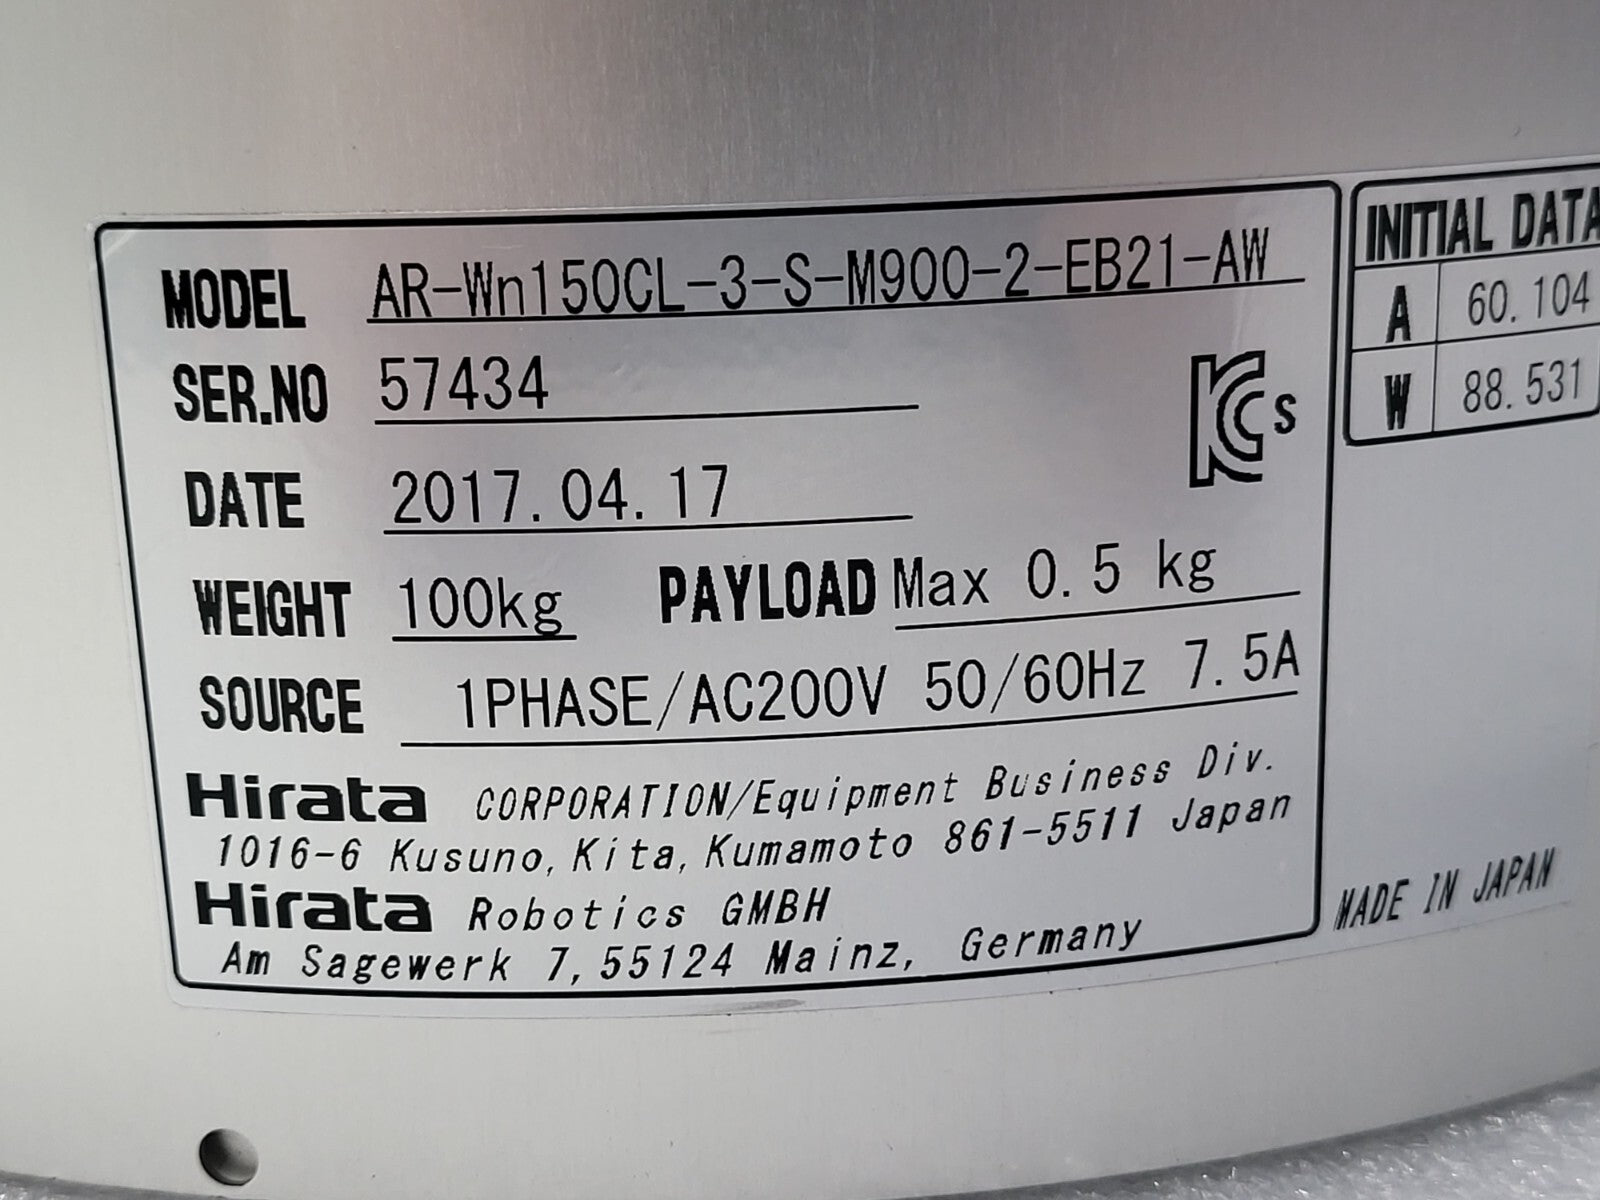 MODEL AR-Wn150CL-3-S-M900-2-EB21-AW
SER.NO 57434
DATE 2017.04.17
WEIGHT 100kg PAYLOAD Max 0.5 kg
SOURCE 1PHASE/AC200V 50/60Hz 7.5A
Hirata CORPORATION/Equipment Business Div.
1016-6 Kusuno, Kita, Kumamoto 861-5511 Japan
Hirata Robotics GMBH
Am Sagewerk 7, 55124 Mainz, Germany
KC s
INITIAL DATA
A 60.104
W 88.531
MADE IN JAPAN